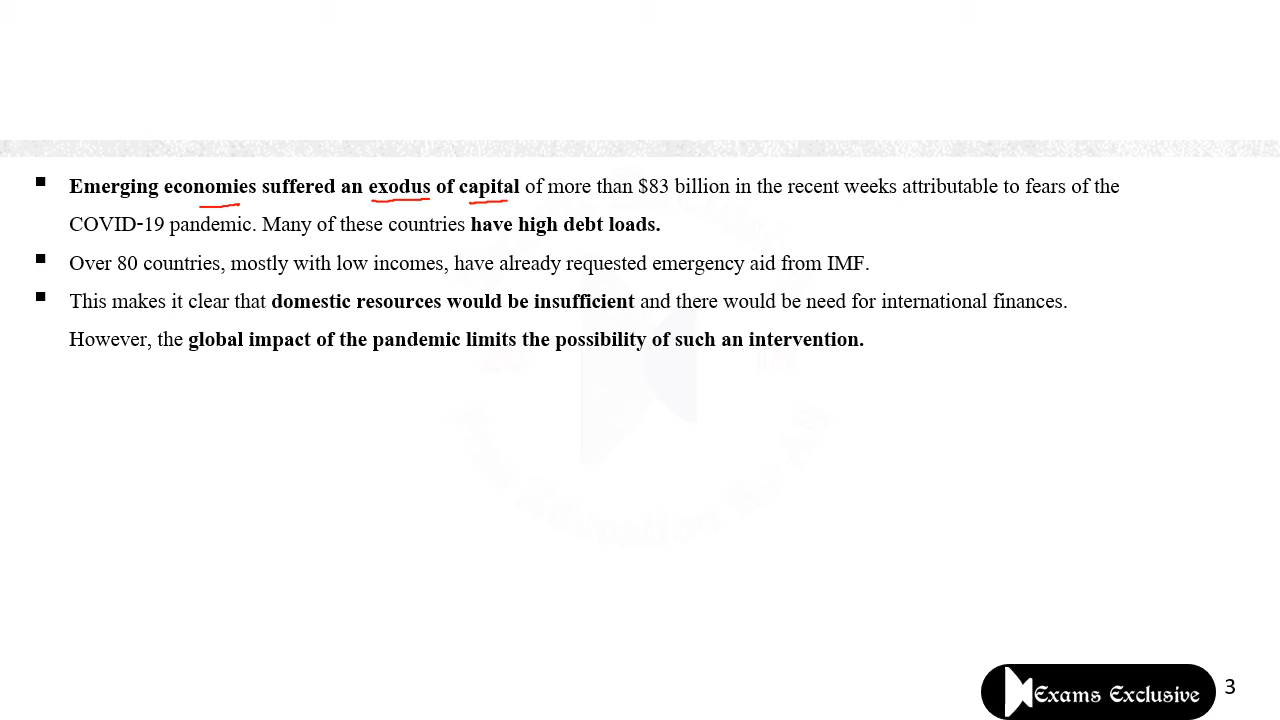 Emerging economies suffered an exodus of capital of more than $83 billion in the recent weeks attributable to fears of the
COVID-19 pandemic. Many of these countries have high debt loads.
Over 80 countries, mostly with low incomes, have already requested emergency aid from IMF.
This makes it clear that domestic resources would be insufficient and there would be need for international finances.
However, the global impact of the pandemic limits the possibility of such an intervention.
Exams Exclusive
3